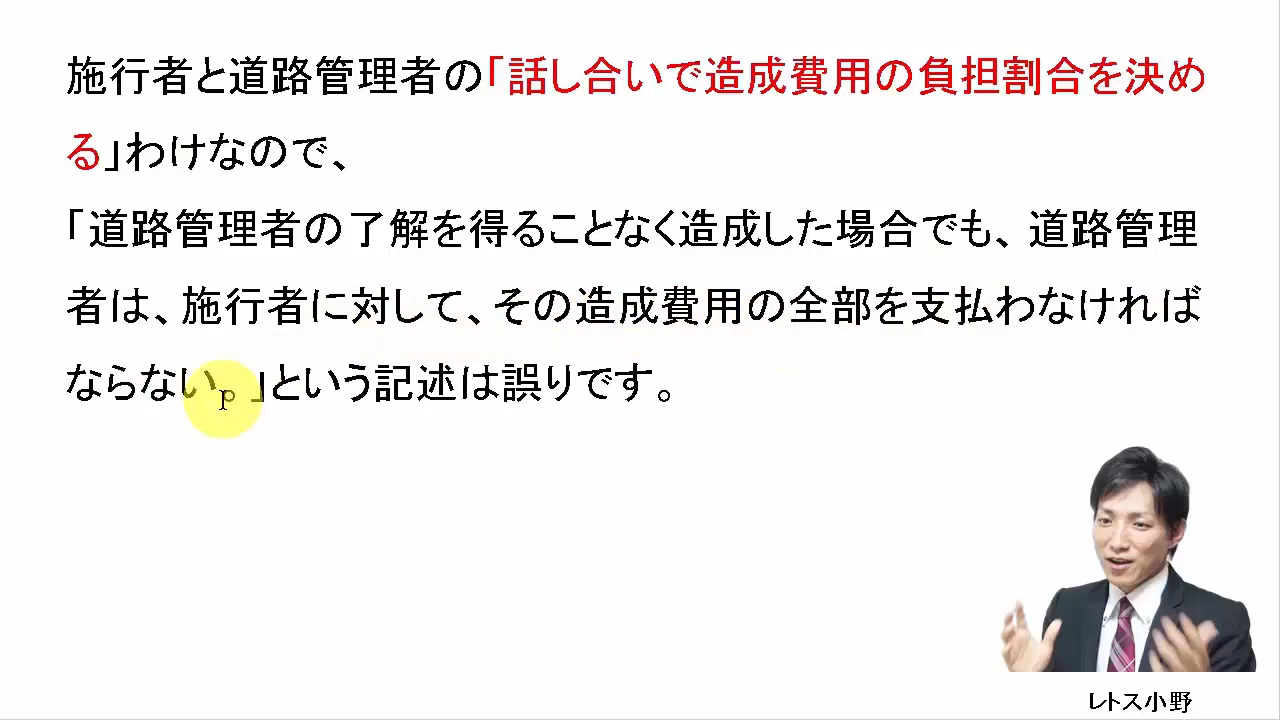 施行者と道路管理者の「話し合いで造成費用の負担割合を決め
る」わけなので、
「道路管理者の了解を得ることなく造成した場合でも、道路管理
者は、施行者に対して、その造成費用の全部を支払わなければ
ならない。」という記述は誤りです。
レトス小野